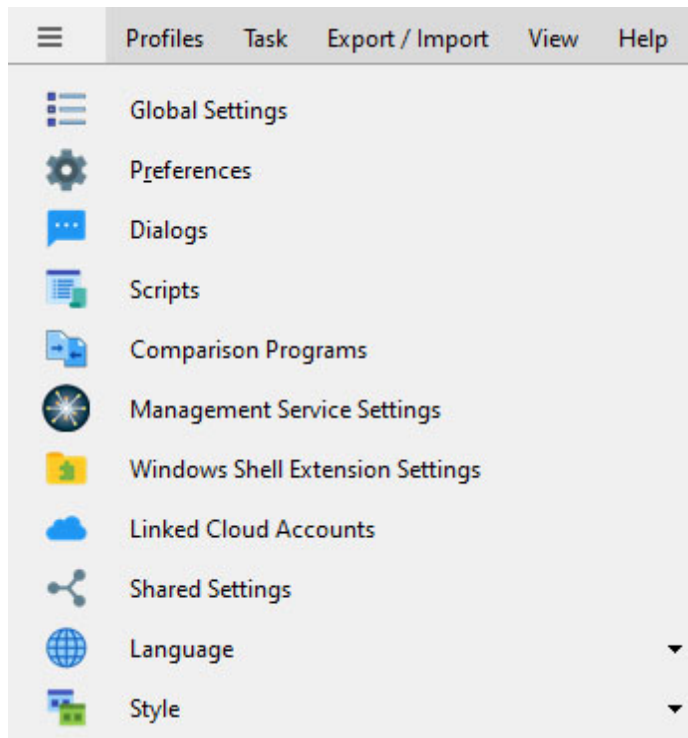 Profiles Task Export / Import View Help
Global Settings
Preferences
Dialogs
Scripts
Comparison Programs
Management Service Settings
Windows Shell Extension Settings
Linked Cloud Accounts
Shared Settings
Language
Style